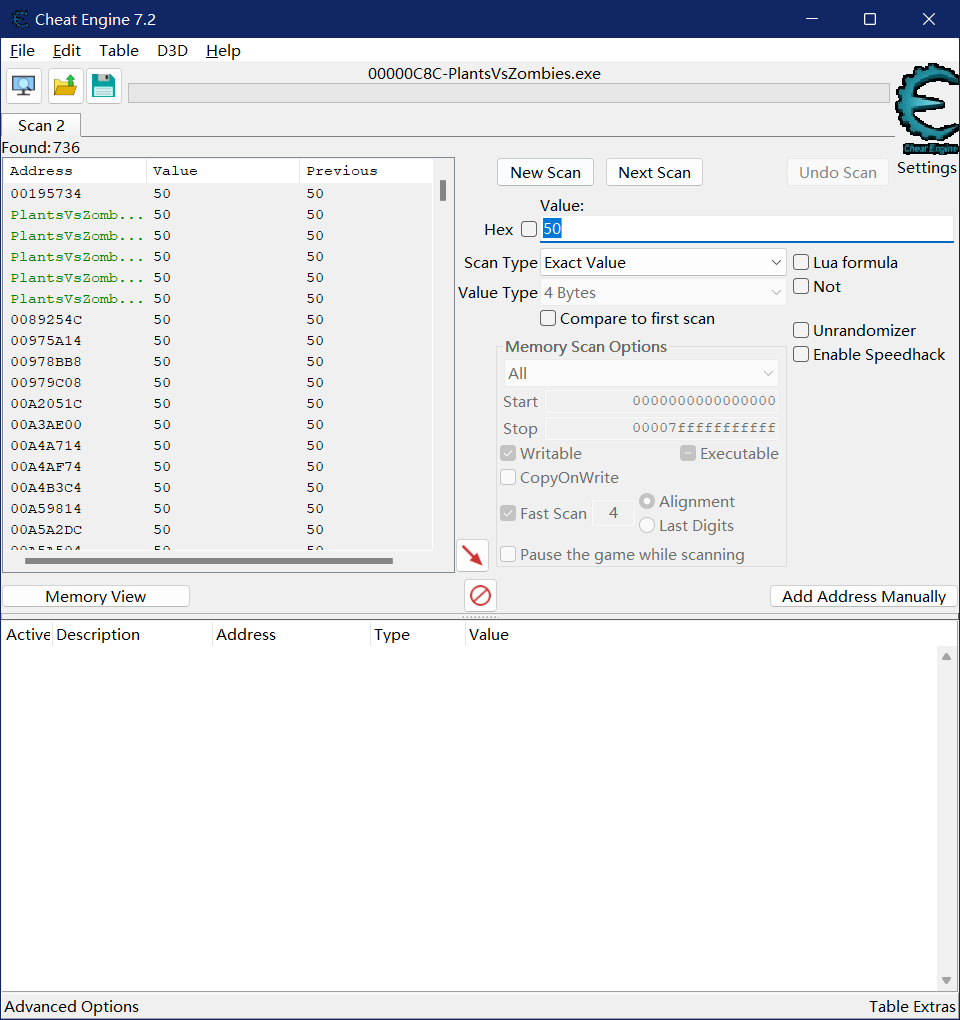 Cheat Engine 7.2
File Edit Table D3D Help
00000C8C-PlantsVsZombies.exe
Scan 2
Found:736
Cheat Engine
Settings
Address Value Previous
00195734 50 50
PlantsVsZomb... 50 50
PlantsVsZomb... 50 50
PlantsVsZomb... 50 50
PlantsVsZomb... 50 50
PlantsVsZomb... 50 50
0089254C 50 50
00975A14 50 50
00978BB8 50 50
00979C08 50 50
00A2051C 50 50
00A3AE00 50 50
00A4A714 50 50
00A4AF74 50 50
00A4B3C4 50 50
00A59814 50 50
00A5A2DC 50 50
New Scan Next Scan Undo Scan
Value:
Hex 50
Scan Type Exact Value
Lua formula
Value Type 4 Bytes
Not
Compare to first scan
Unrandomizer
Enable Speedhack
Memory Scan Options
All
Start 0000000000000000
Stop 00007fffffffffff
Writable Executable
CopyOnWrite
Fast Scan 4 Alignment
Last Digits
Pause the game while scanning
Memory View
Add Address Manually
Active Description Address Type Value
Advanced Options
Table Extras